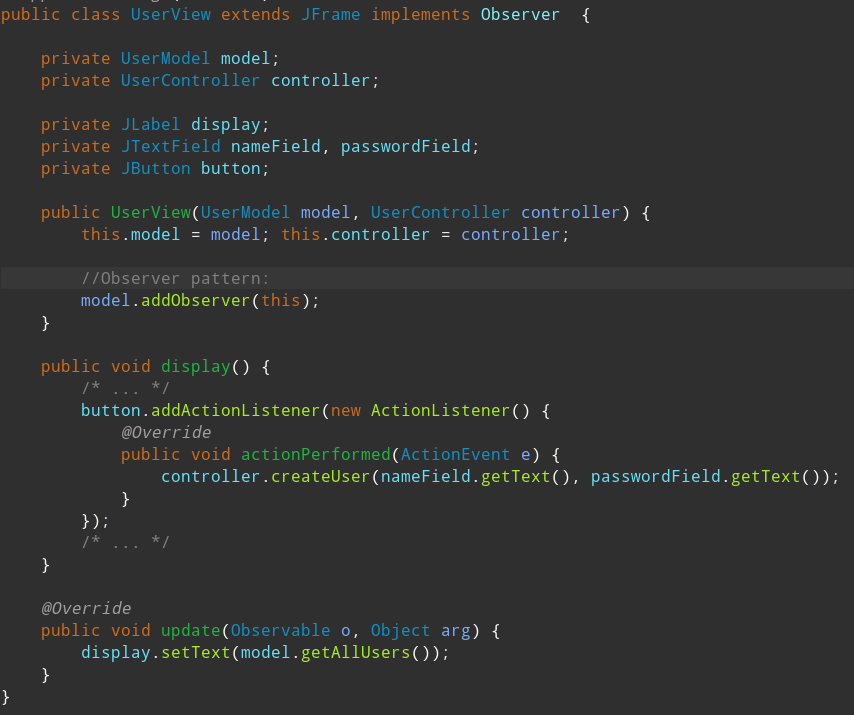 public class UserView extends JFrame implements Observer  {
    private UserModel model;
    private UserController controller;
    private JLabel display;
    private JTextField nameField, passwordField;
    private JButton button;
    public UserView(UserModel model, UserController controller) {
        this.model = model; this.controller = controller;
        //Observer pattern:
        model.addObserver(this);
    }
    public void display() {
        /* ... */
        button.addActionListener(new ActionListener() {
            @Override
            public void actionPerformed(ActionEvent e) {
                controller.createUser(nameField.getText(), passwordField.getText());
            }
        });
        /* ... */
    }
    @Override
    public void update(Observable o, Object arg) {
        display.setText(model.getAllUsers());
    }
}